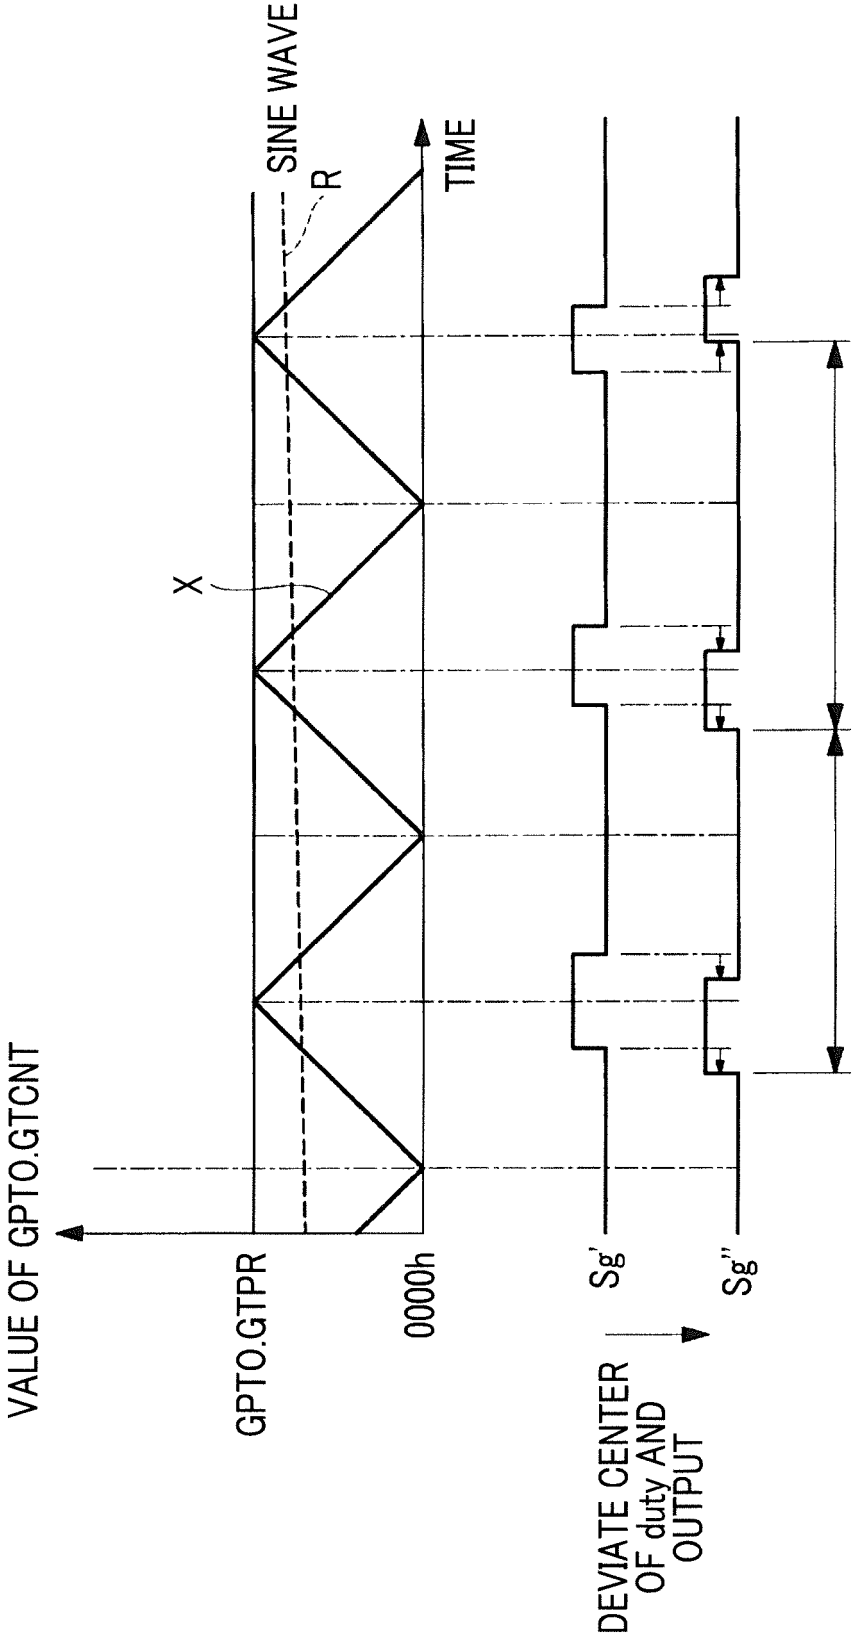 VALUE OF GPTO.GTCNT
GPTO.GTPR
SINE WAVE
R
X
0000h
TIME
Sg'
DEVIATE CENTER
OF duty AND
OUTPUT
Sg"